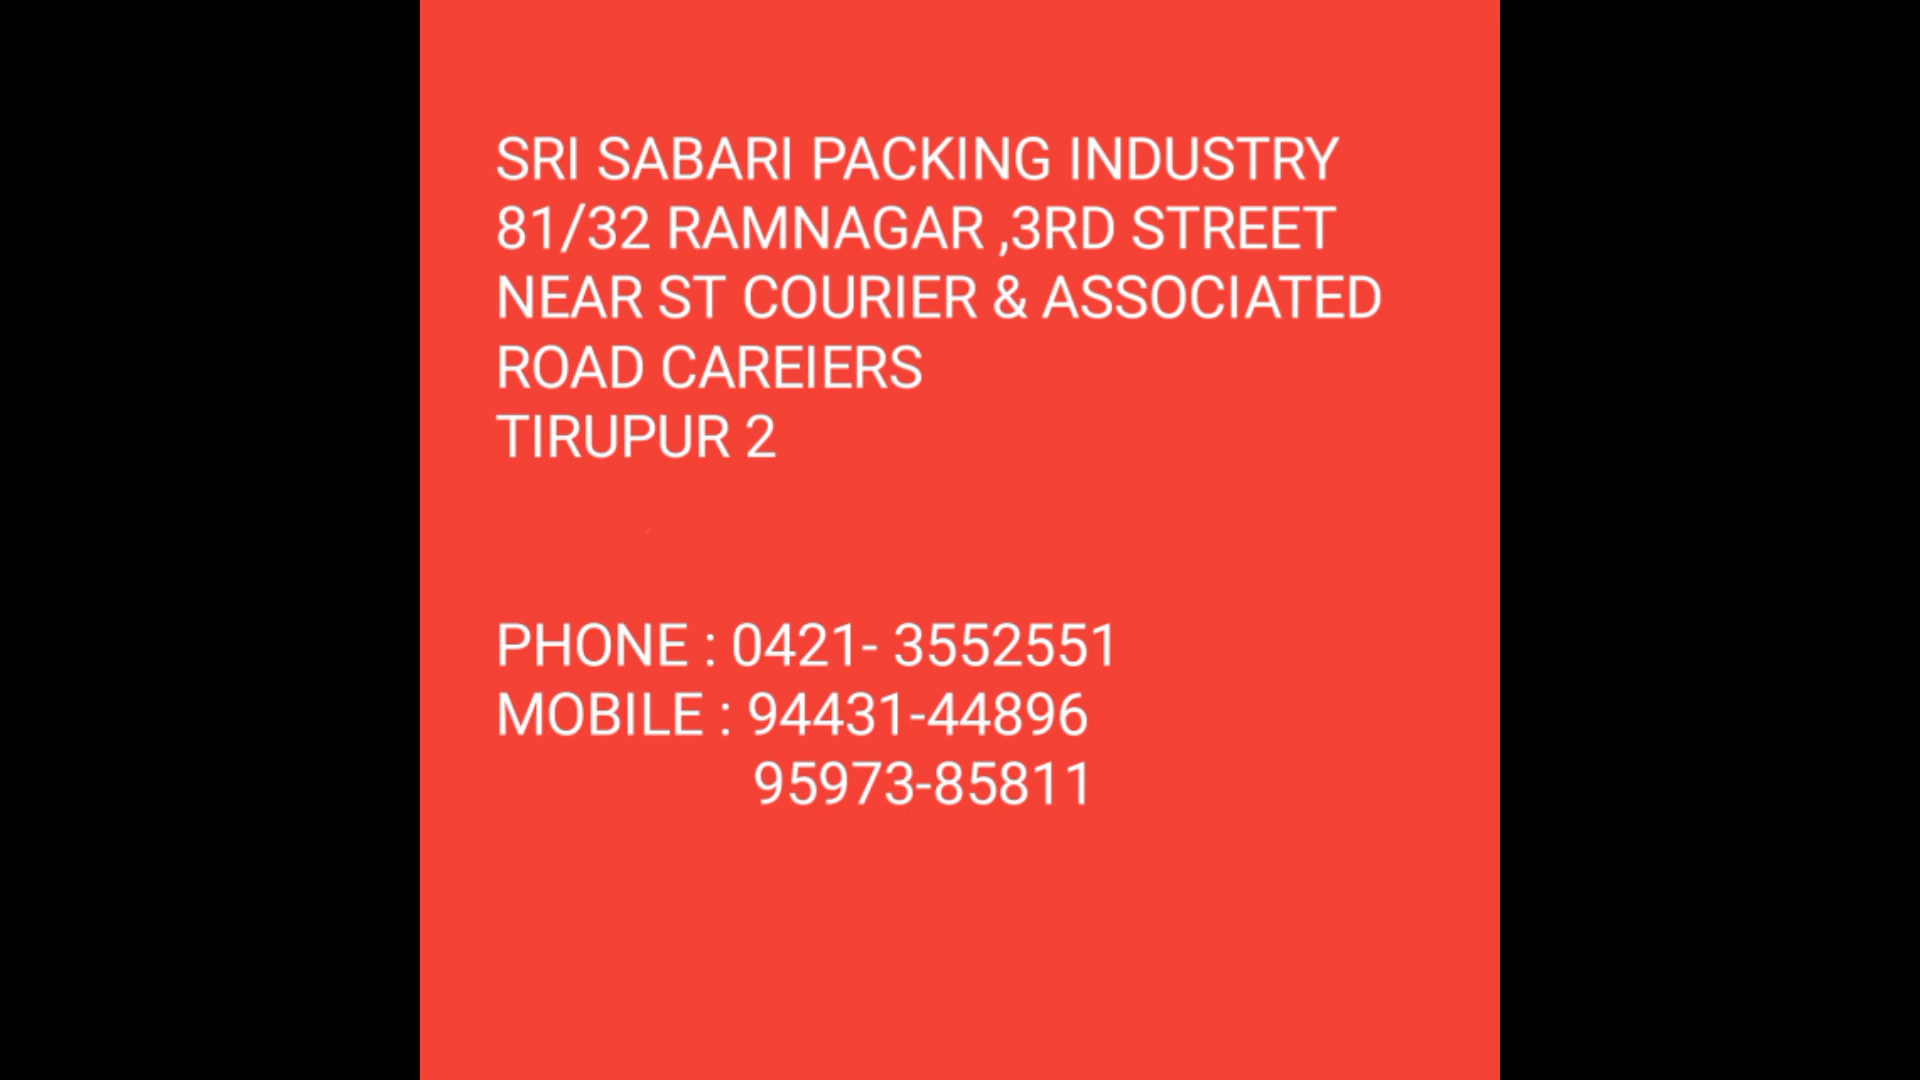 SRI SABARI PACKING INDUSTRY
81/32 RAMNAGAR ,3RD STREET
NEAR ST COURIER & ASSOCIATED
ROAD CAREIERS
TIRUPUR 2
PHONE : 0421- 3552551
MOBILE : 94431-44896
95973-85811